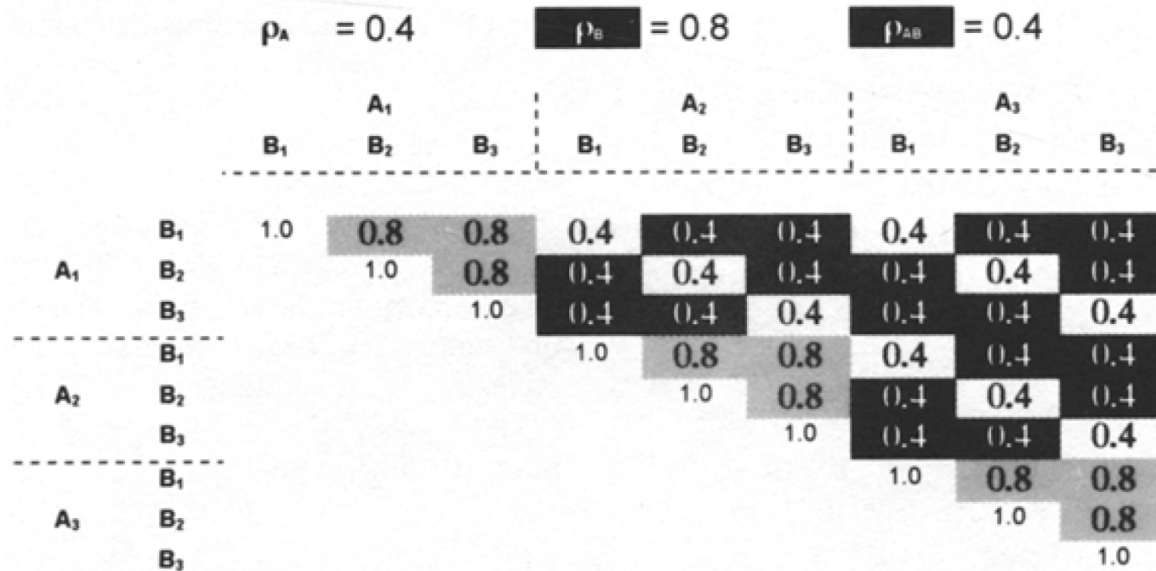 ρA = 0.4 ρB = 0.8 ρAB = 0.4
A₁ A₂ A₃
B₁ B₂ B₃ B₁ B₂ B₃ B₁ B₂ B₃
B₁ 1.0 0.8 0.8 0.4 0.4 0.4 0.4 0.4 0.4
A₁ B₂ 1.0 0.8 0.4 0.4 0.4 0.4 0.4 0.4
B₃ 1.0 0.4 0.4 0.4 0.4 0.4 0.4
B₁ 1.0 0.8 0.8 0.4 0.4 0.4
A₂ B₂ 1.0 0.8 0.4 0.4 0.4
B₃ 1.0 0.4 0.4 0.4
B₁ 1.0 0.8 0.8
A₃ B₂ 1.0 0.8
B₃ 1.0